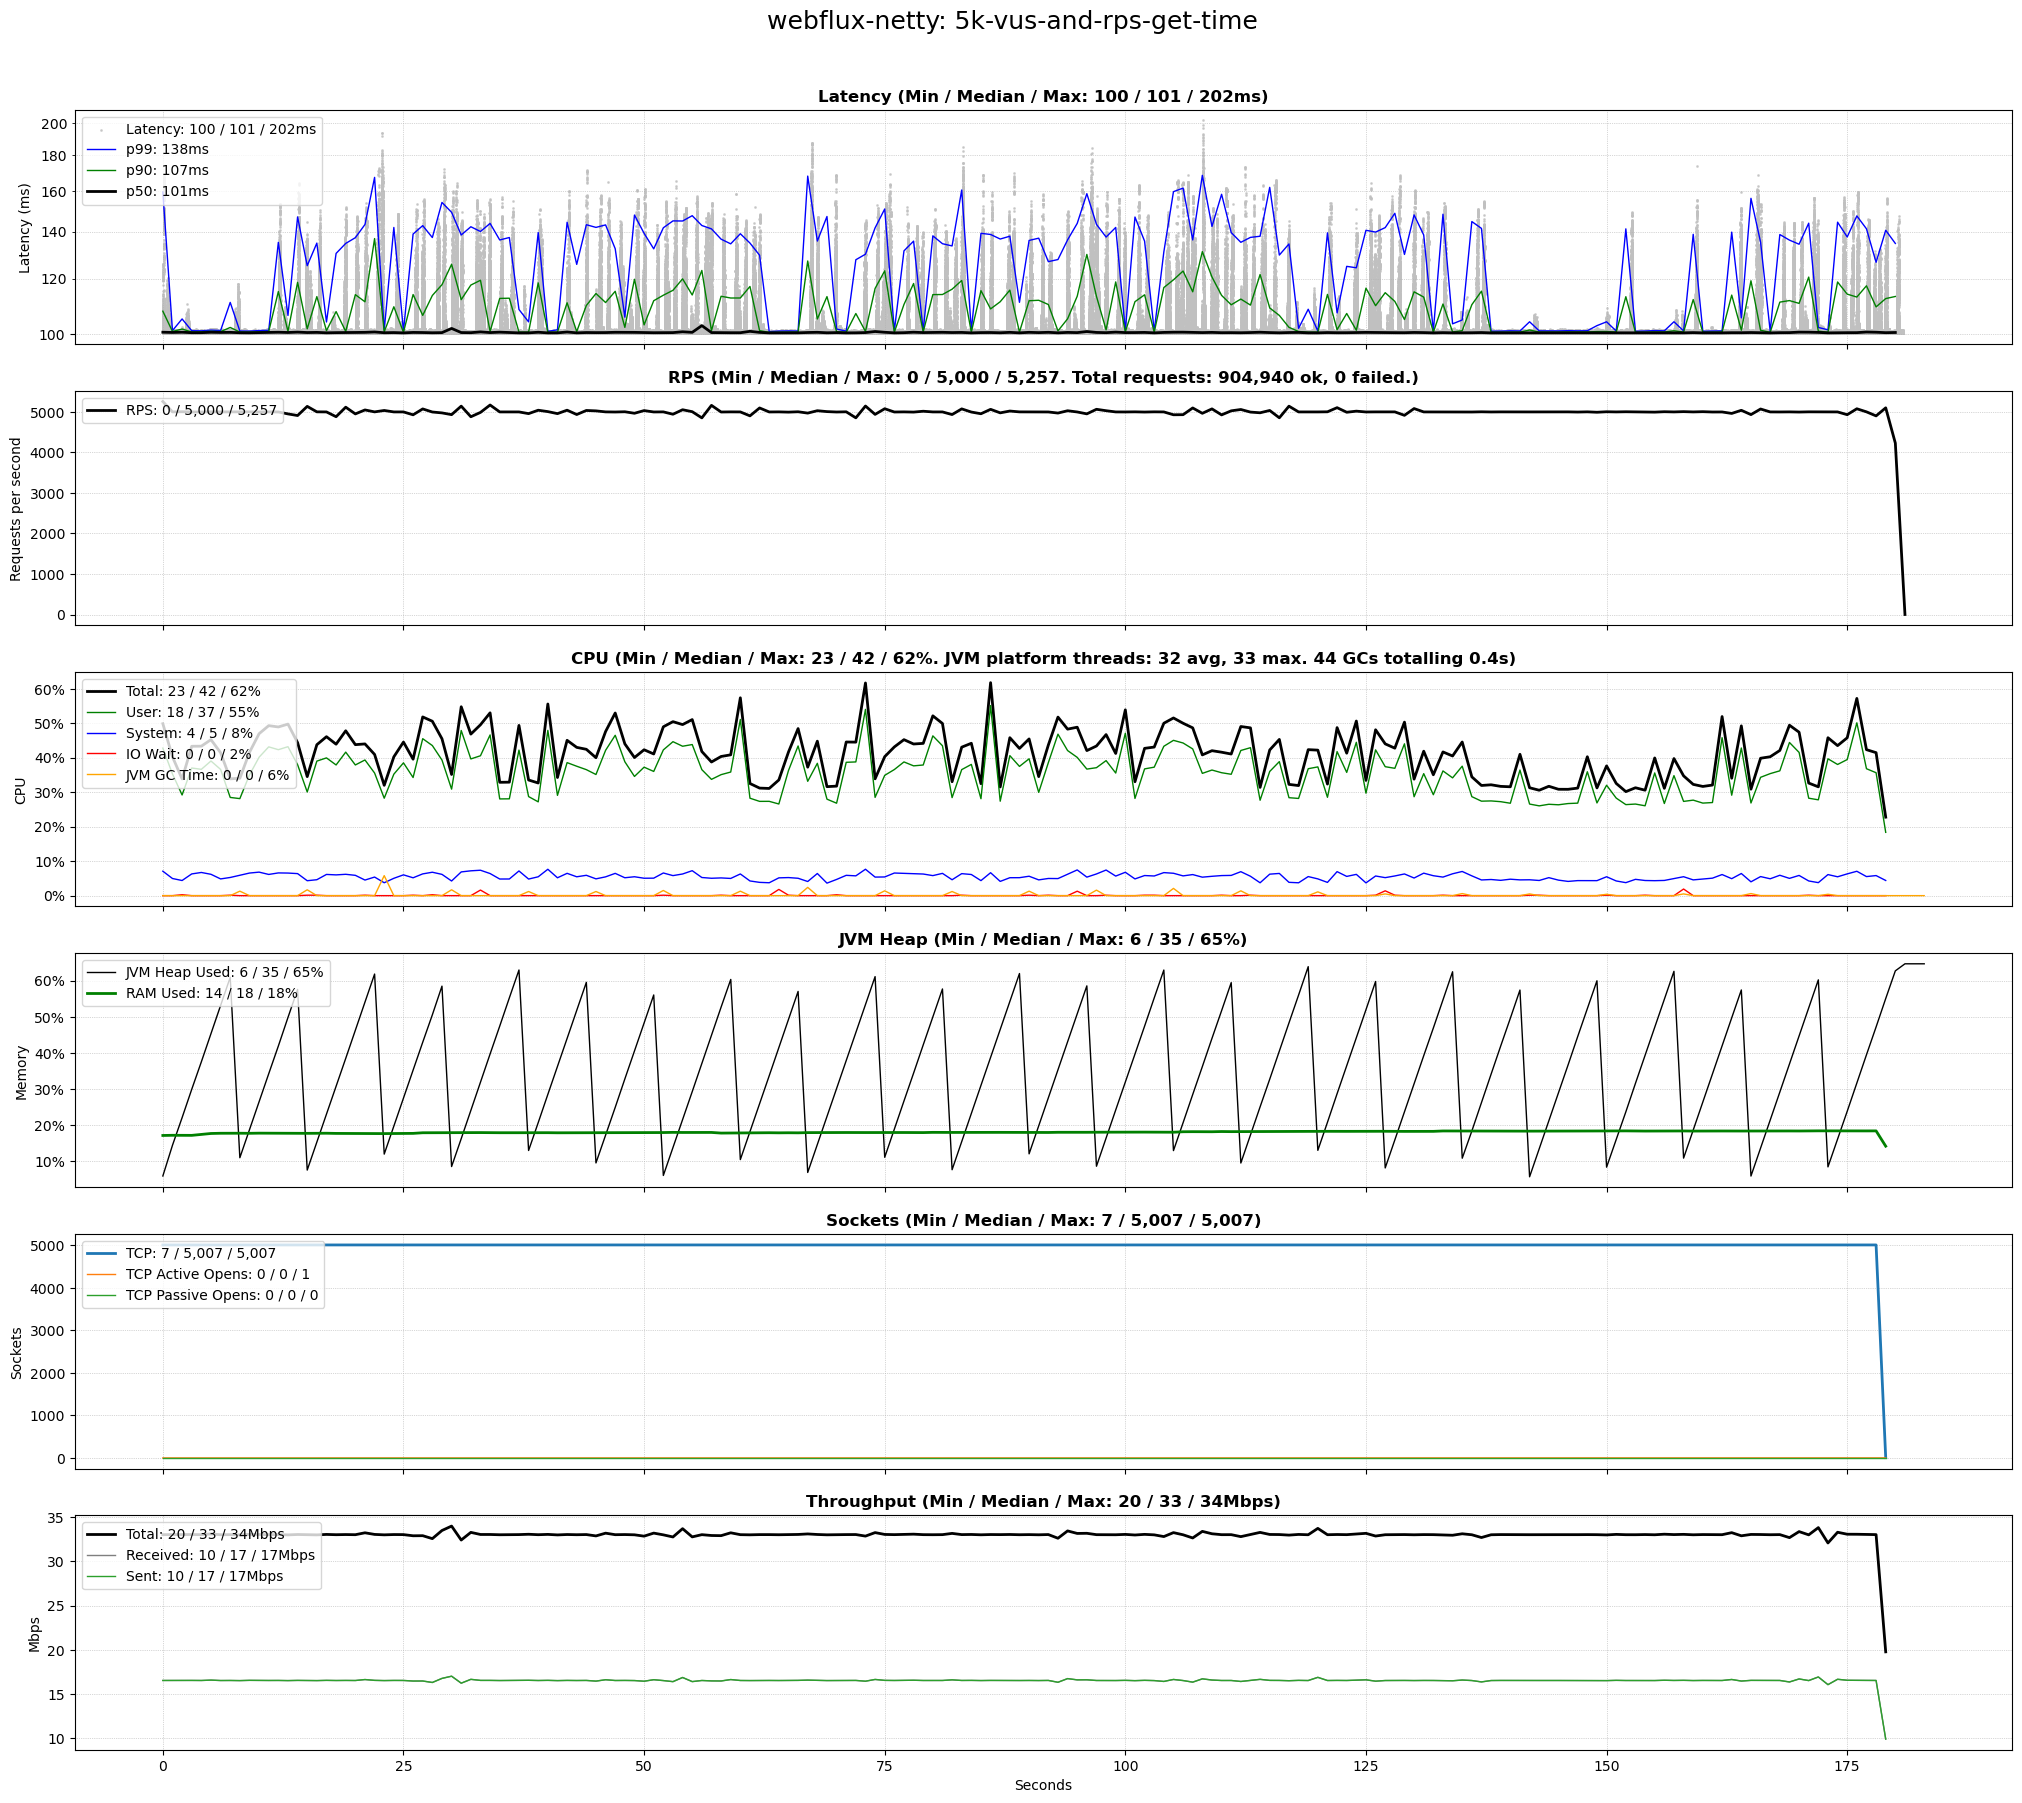 webflux-netty: 5k-vus-and-rps-get-time
Latency (Min / Median / Max: 100 / 101 / 202ms)
Latency (ms)
200
180
160
140
120
100
Latency: 100 / 101 / 202ms
p99: 138ms
p90: 107ms
p50: 101ms
RPS (Min / Median / Max: 0 / 5,000 / 5,257. Total requests: 904,940 ok, 0 failed.)
Requests per second
5000
4000
3000
2000
1000
0
RPS: 0 / 5,000 / 5,257
CPU (Min / Median / Max: 23 / 42 / 62%. JVM platform threads: 32 avg, 33 max. 44 GCs totalling 0.4s)
CPU
60%
50%
40%
30%
20%
10%
0%
Total: 23 / 42 / 62%
User: 18 / 37 / 55%
System: 4 / 5 / 8%
IO Wait: 0 / 0 / 2%
JVM GC Time: 0 / 0 / 6%
JVM Heap (Min / Median / Max: 6 / 35 / 65%)
Memory
60%
50%
40%
30%
20%
10%
JVM Heap Used: 6 / 35 / 65%
RAM Used: 14 / 18 / 18%
Sockets (Min / Median / Max: 7 / 5,007 / 5,007)
Sockets
5000
4000
3000
2000
1000
0
TCP: 7 / 5,007 / 5,007
TCP Active Opens: 0 / 0 / 1
TCP Passive Opens: 0 / 0 / 0
Throughput (Min / Median / Max: 20 / 33 / 34Mbps)
Mbps
35
30
25
20
15
10
Total: 20 / 33 / 34Mbps
Received: 10 / 17 / 17Mbps
Sent: 10 / 17 / 17Mbps
0 25 50 75 100 125 150 175
Seconds